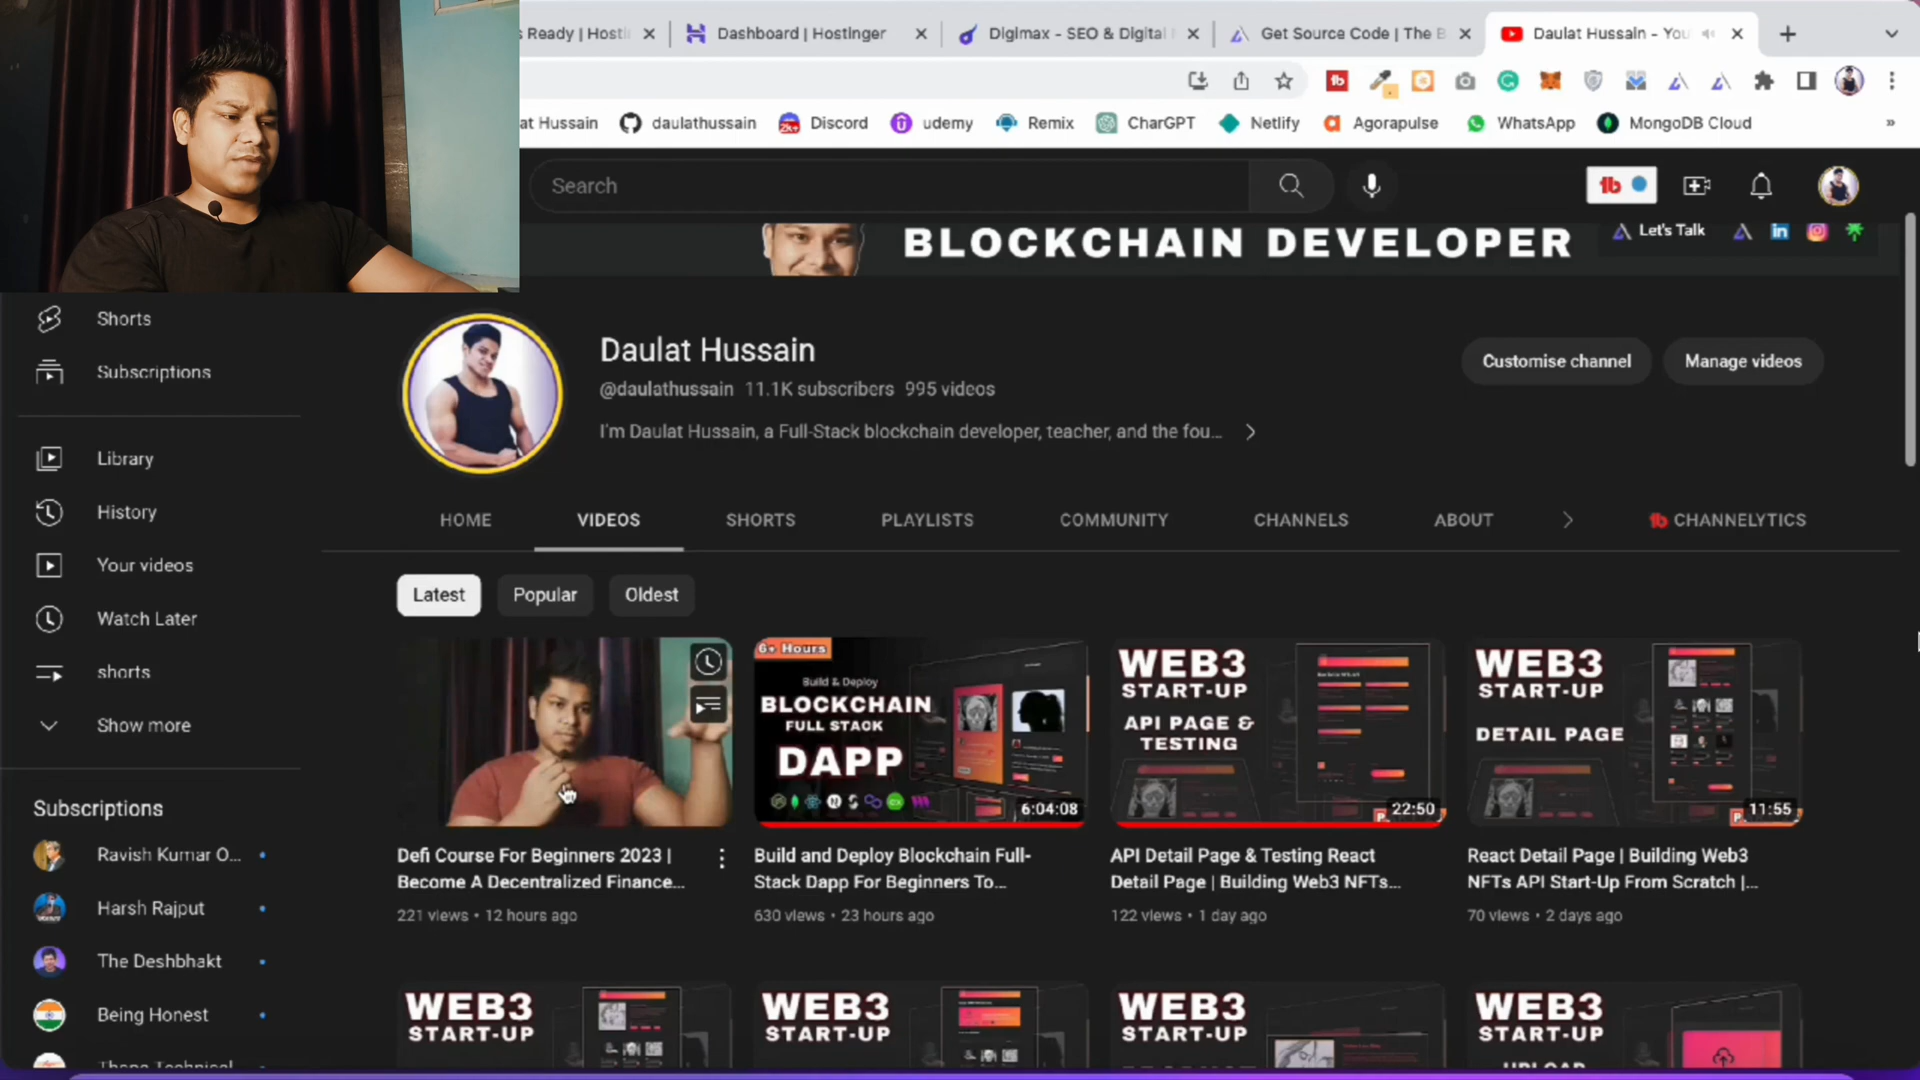 s Ready | Hosti
Dashboard | Hostinger
Digimax - SEO & Digital
Get Source Code | The B
Daulat Hussain - You
at Hussain
daulathussain
Discord
udemy
Remix
CharGPT
Netlify
Agorapulse
WhatsApp
MongoDB Cloud
»
Search
BLOCKCHAIN DEVELOPER
Let's Talk
Shorts
Subscriptions
Library
History
Your videos
Watch Later
shorts
Show more
Subscriptions
Ravish Kumar O...
Harsh Rajput
The Deshbhakt
Being Honest
Daulat Hussain
@daulathussain 11.1K subscribers 995 videos
I'm Daulat Hussain, a Full-Stack blockchain developer, teacher, and the fou...
Customise channel
Manage videos
HOME
VIDEOS
SHORTS
PLAYLISTS
COMMUNITY
CHANNELS
ABOUT
CHANNELYTICS
Latest
Popular
Oldest
6+ Hours
Build & Deploy
BLOCKCHAIN
FULL STACK
DAPP
6:04:08
WEB3
START-UP
API PAGE &
TESTING
22:50
WEB3
START-UP
DETAIL PAGE
11:55
Defi Course For Beginners 2023 |
Become A Decentralized Finance...
221 views • 12 hours ago
Build and Deploy Blockchain Full-
Stack Dapp For Beginners To...
630 views • 23 hours ago
API Detail Page & Testing React
Detail Page | Building Web3 NFTs...
122 views • 1 day ago
React Detail Page | Building Web3
NFTs API Start-Up From Scratch |...
70 views • 2 days ago
WEB3
START-UP
WEB3
START-UP
WEB3
START-UP
WEB3
START-UP